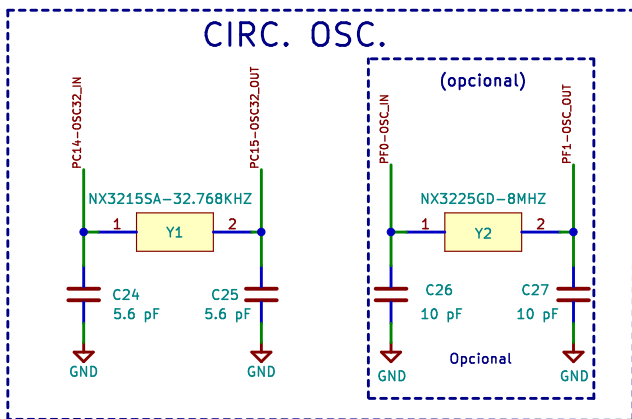 CIRC. OSC.
(opcional)
PC14-OSC32_IN
PC15-OSC32_OUT
PF0-OSC_IN
PF1-OSC_OUT
NX3215SA-32.768KHZ
NX3225GD-8MHZ
1 Y1 2
1 Y2 2
C24
5.6 pF
C25
5.6 pF
C26
10 pF
C27
10 pF
Opcional
GND
GND
GND
GND